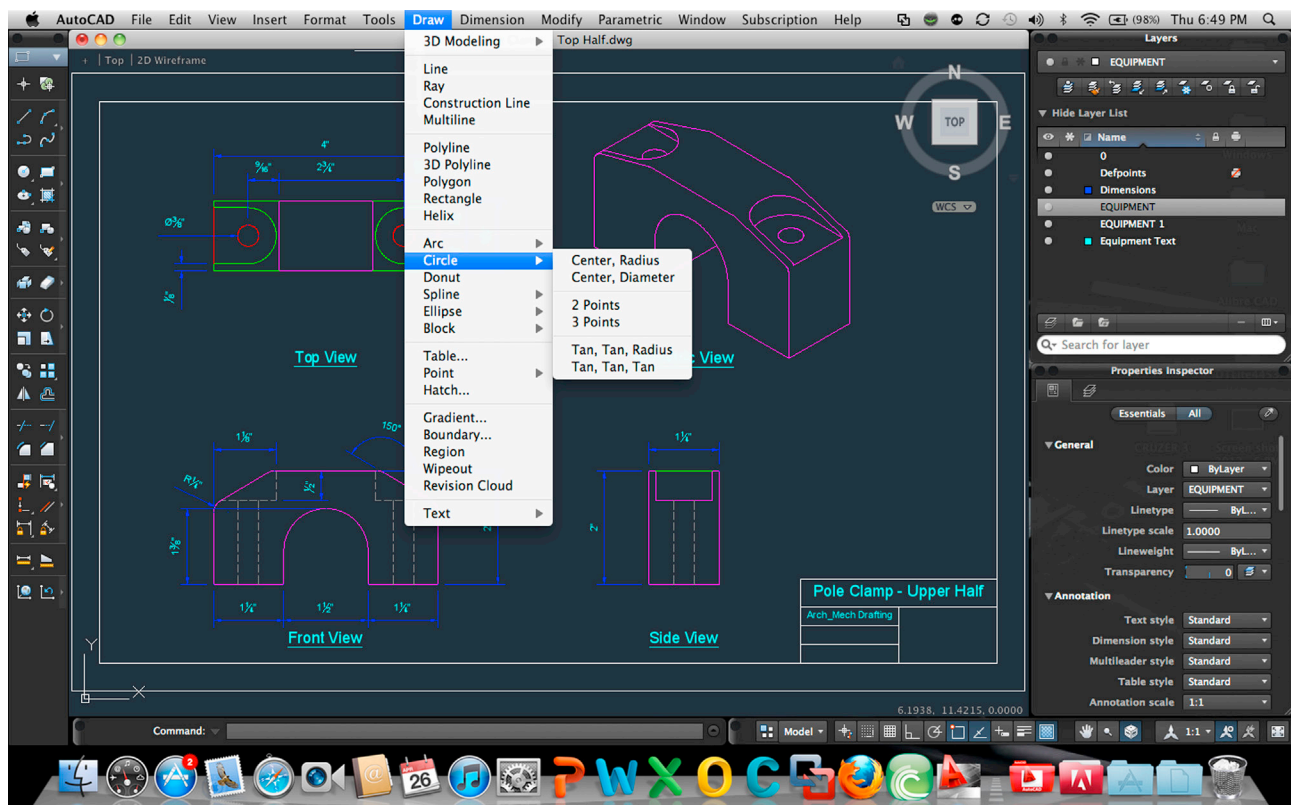 AutoCAD File Edit View Insert Format Tools Draw Dimension Modify Parametric Window Subscription Help (98%) Thu 6:49 PM
Top Half.dwg
+ Top 2D Wireframe
3D Modeling
Line
Ray
Construction Line
Multiline
Polyline
3D Polyline
Polygon
Rectangle
Helix
Arc
Circle
Donut
Spline
Ellipse
Block
Table...
Point
Hatch...
Gradient...
Boundary...
Region
Wipeout
Revision Cloud
Text
Center, Radius
Center, Diameter
2 Points
3 Points
Tan, Tan, Radius
Tan, Tan, Tan
N
W TOP E
S
WCS
4"
Top View
View
150°
1½"
2"
Front View
Side View
Pole Clamp - Upper Half
Arch_Mech Drafting
Y
X
6.1938, 11.4215, 0.0000
Command:
Model
1:1
Layers
EQUIPMENT
Hide Layer List
Name
0
Defpoints
Dimensions
EQUIPMENT
EQUIPMENT 1
Equipment Text
Search for layer
Properties Inspector
Essentials All
General
Color ByLayer
Layer EQUIPMENT
Linetype ByL...
Linetype scale 1.0000
Lineweight ByL...
Transparency 0
Annotation
Text style Standard
Dimension style Standard
Multileader style Standard
Table style Standard
Annotation scale 1:1
2
26